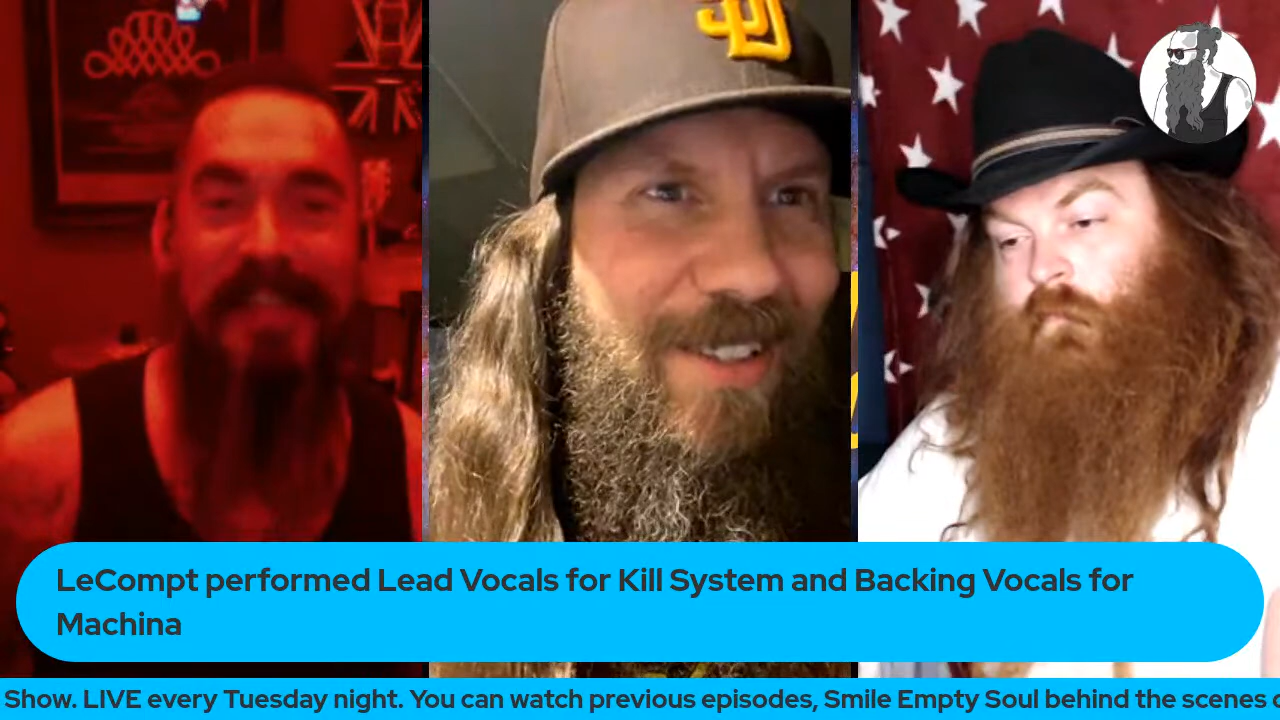 SD
LeCompt performed Lead Vocals for Kill System and Backing Vocals for
Machina
Show. LIVE every Tuesday night. You can watch previous episodes, Smile Empty Soul behind the scenes